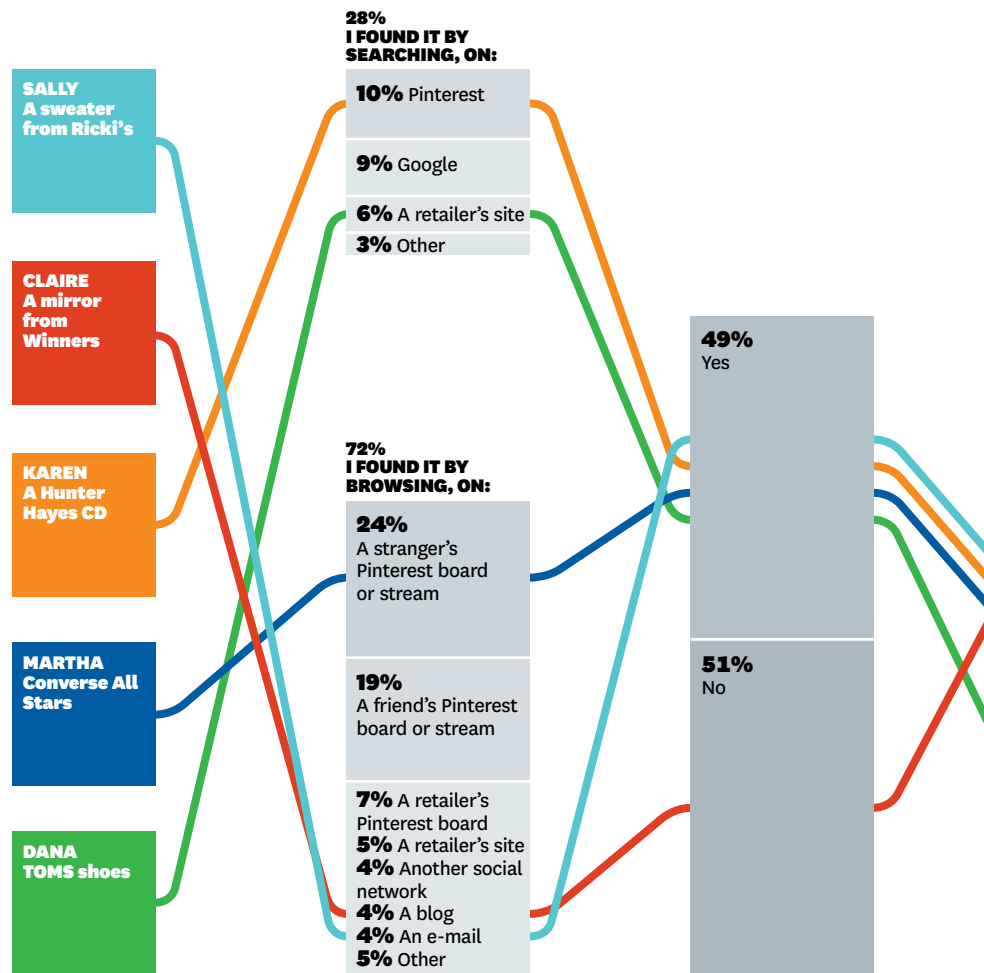 SALLY
A sweater
from Ricki's
CLAIRE
A mirror
from
Winners
KAREN
A Hunter
Hayes CD
MARTHA
Converse All
Stars
DANA
TOMS shoes
28%
I FOUND IT BY
SEARCHING, ON:
10% Pinterest
9% Google
6% A retailer's site
3% Other
72%
I FOUND IT BY
BROWSING, ON:
24%
A stranger's
Pinterest board
or stream
19%
A friend's Pinterest
board or stream
7% A retailer's
Pinterest board
5% A retailer's site
4% Another social
network
4% A blog
4% An e-mail
5% Other
49%
Yes
51%
No